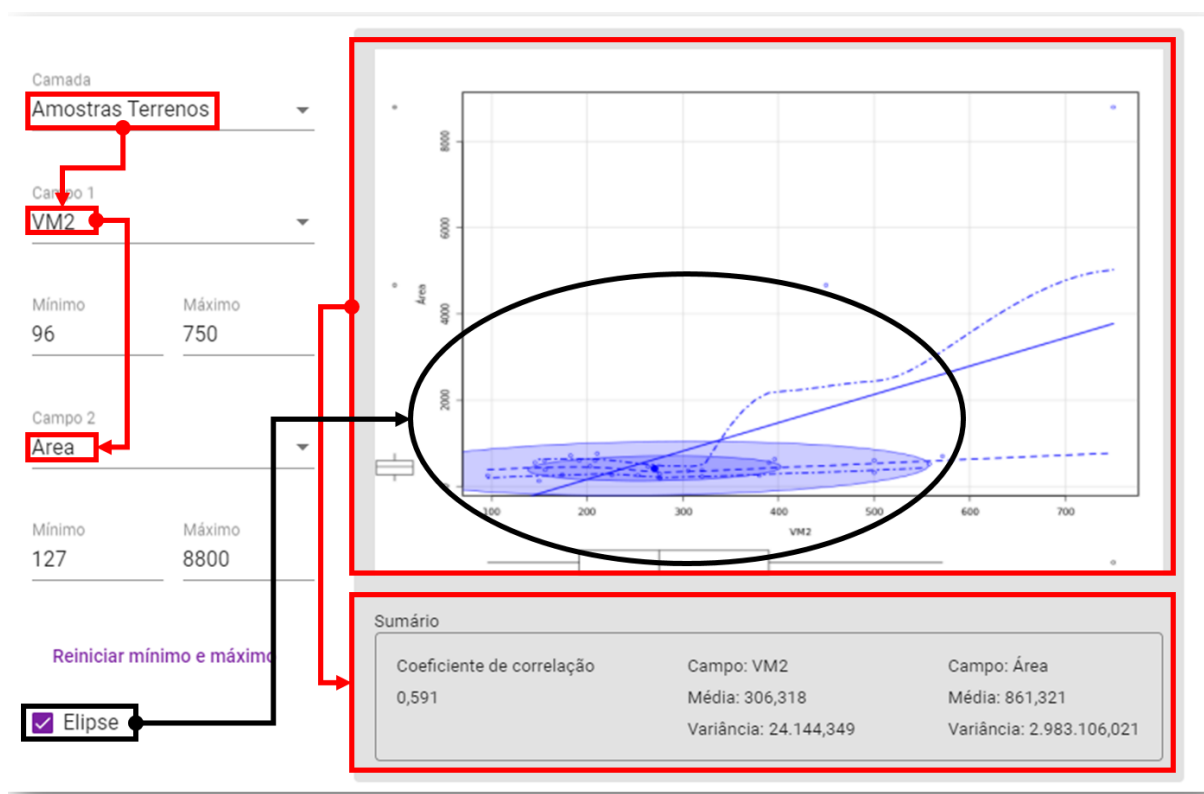 Camada
Amostras Terrenos
Campo 1
VM2
Mínimo
Máximo
96
750
Campo 2
Área
Mínimo
Máximo
127
8800
Reiniciar mínimo e máximo
Elipse
8000
6000
4000
2000
0
Área
100 200 300 400 500 600 700
VM2
Sumário
Coeficiente de correlação
0,591
Campo: VM2
Média: 306,318
Variância: 24.144,349
Campo: Área
Média: 861,321
Variância: 2.983.106,021